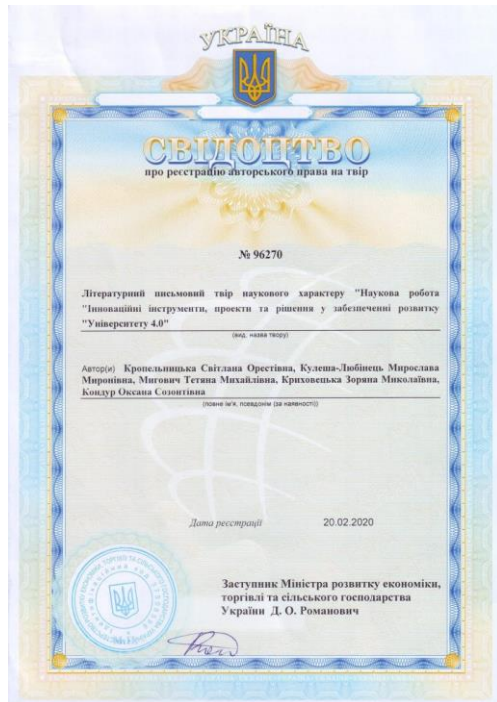 УКРАЇНА
СВІДОЦТВО
про реєстрацію авторського права на твір
№ 96270
Літературний письмовий твір наукового характеру "Наукова робота
"Інноваційні інструменти, проекти та рішення у забезпеченні розвитку
"Університету 4.0"
(вид, назва твору)
Автор(и) Кропельницька Світлана Орестівна, Кулеша-Любінець Мирослава
Миронівна, Мигович Тетяна Михайлівна, Криховецька Зоряна Миколаївна,
Кондур Оксана Созонтівна
(повне ім'я, псевдонім (за наявності))
Дата реєстрації 20.02.2020
Заступник Міністра розвитку економіки,
торгівлі та сільського господарства
України Д. О. Романович